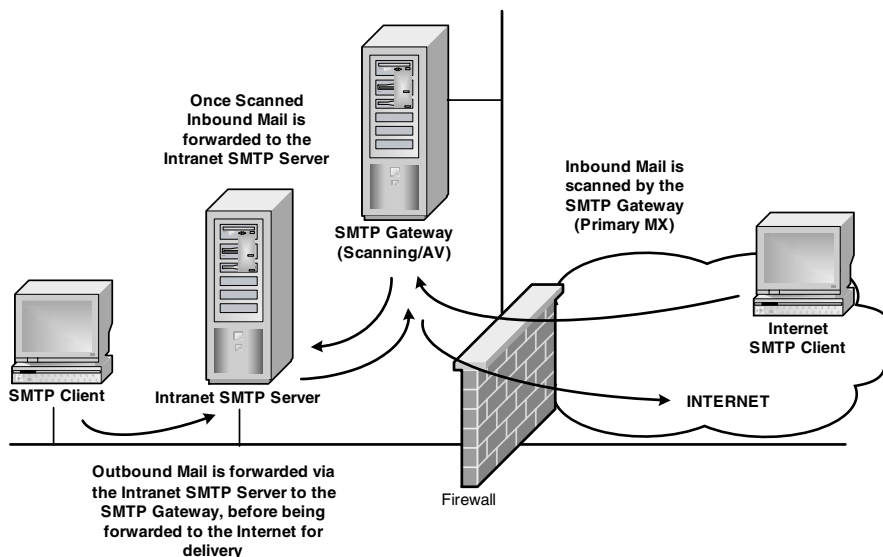 Once Scanned
Inbound Mail is
forwarded to the
Intranet SMTP Server
SMTP Gateway
(Scanning/AV)
Inbound Mail is
scanned by the
SMTP Gateway
(Primary MX)
Internet
SMTP Client
SMTP Client
Intranet SMTP Server
INTERNET
Outbound Mail is forwarded via
the Intranet SMTP Server to the
SMTP Gateway, before being
forwarded to the Internet for
delivery
Firewall